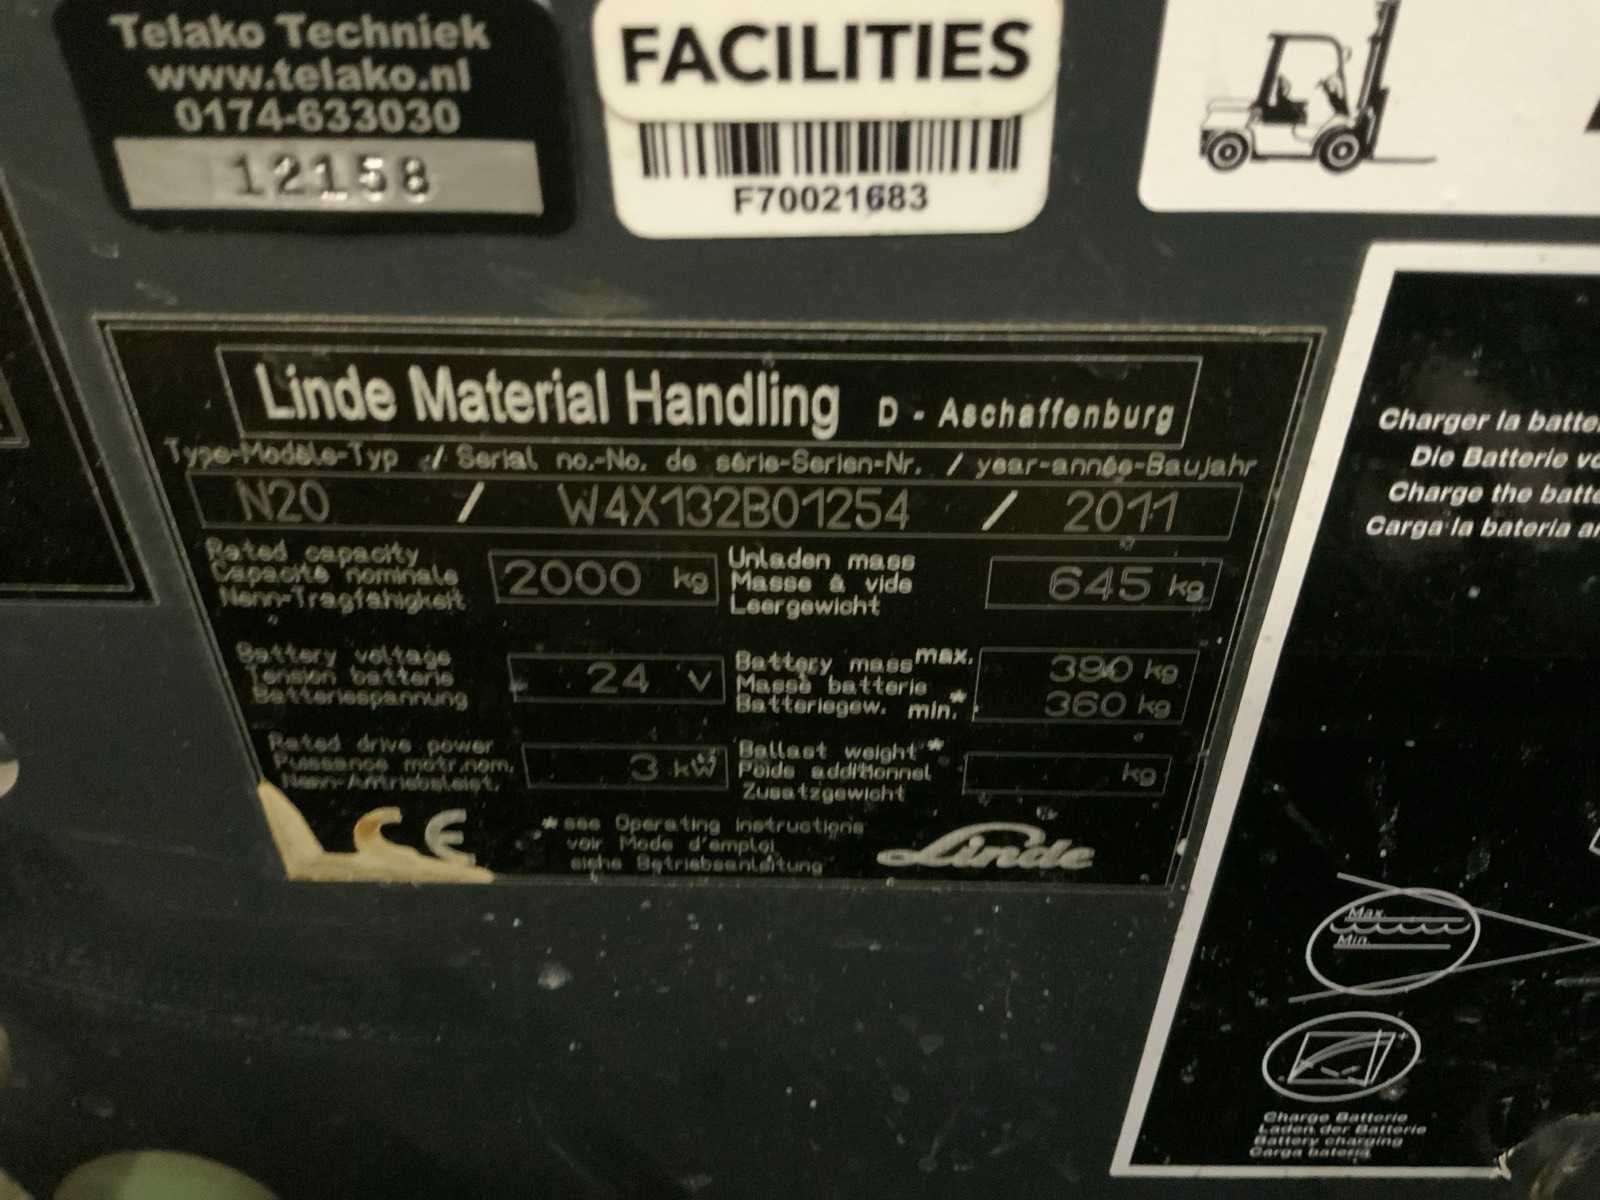 Telako Techniek
www.telako.nl
0174-633030
12158
FACILITIES
F70021683
Linde Material Handling D - Aschaffenburg
Type-Modèle-Typ / Serial no.-No. de série-Serien-Nr. / year-année-Baujahr
N20 / W4X132B01254 / 2011
Rated capacity
Capacité nominale
Nenn-Tragfähigkeit
2000 kg
Unladen mass
Masse à vide
Leergewicht
645 kg
Battery voltage
Tension batterie
Batteriespannung
24 V
Battery mass max.
Masse batterie
Batteriegew. min.*
390 kg
360 kg
Rated drive power
Puissance motr.nom.
Nenn-Antriebsleist.
3 kW
Ballast weight*
Poids additionnel
Zusatzgewicht
kg
CE
*see Operating instructions
voir Mode d'emploi
siehe Betriebsanleitung
Linde
Charger la
Die Batterie
Charge the
Carga la bateria
Max.
Min.
Charge Batterie
Laden der Batterie
Battery charging
Carga bateria